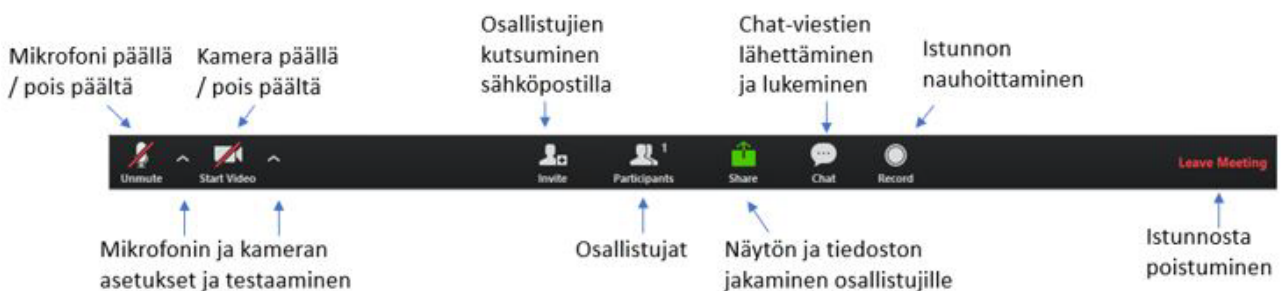 Mikrofoni päällä
/ pois päältä
Kamera päällä
/ pois päältä
Osallistujien
kutsuminen
sähköpostilla
Chat-viestien
lähettäminen
ja lukeminen
Istunnon
nauhoittaminen
Unmute
Start Video
Invite
1
Participants
Share
Chat
Record
Leave Meeting
Mikrofonin ja kameran
asetukset ja testaaminen
Osallistujat
Näytön ja tiedoston
jakaminen osallistujille
Istunnosta
poistuminen